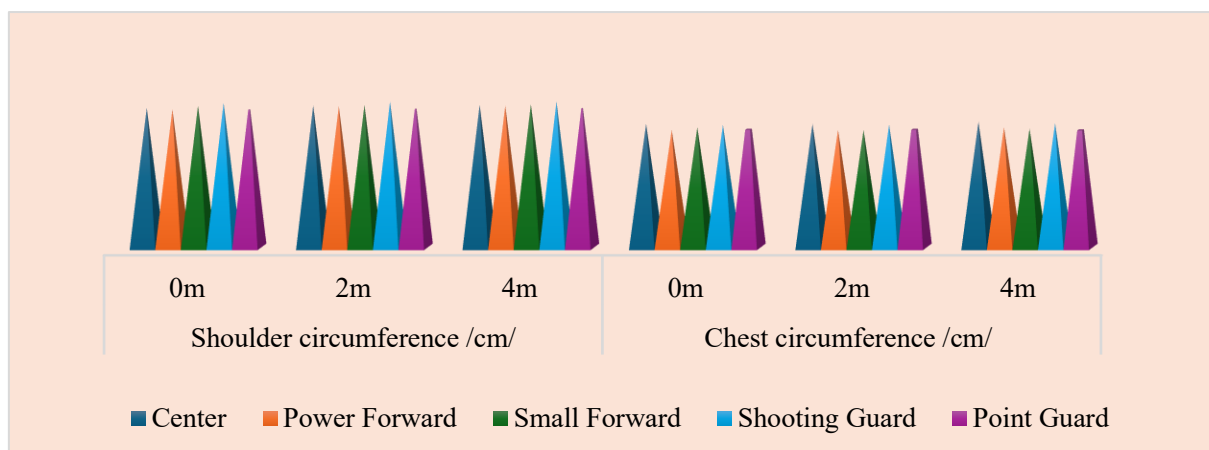 0m 2m 4m 0m 2m 4m
Shoulder circumference /cm/ Chest circumference /cm/
Center Power Forward Small Forward Shooting Guard Point Guard